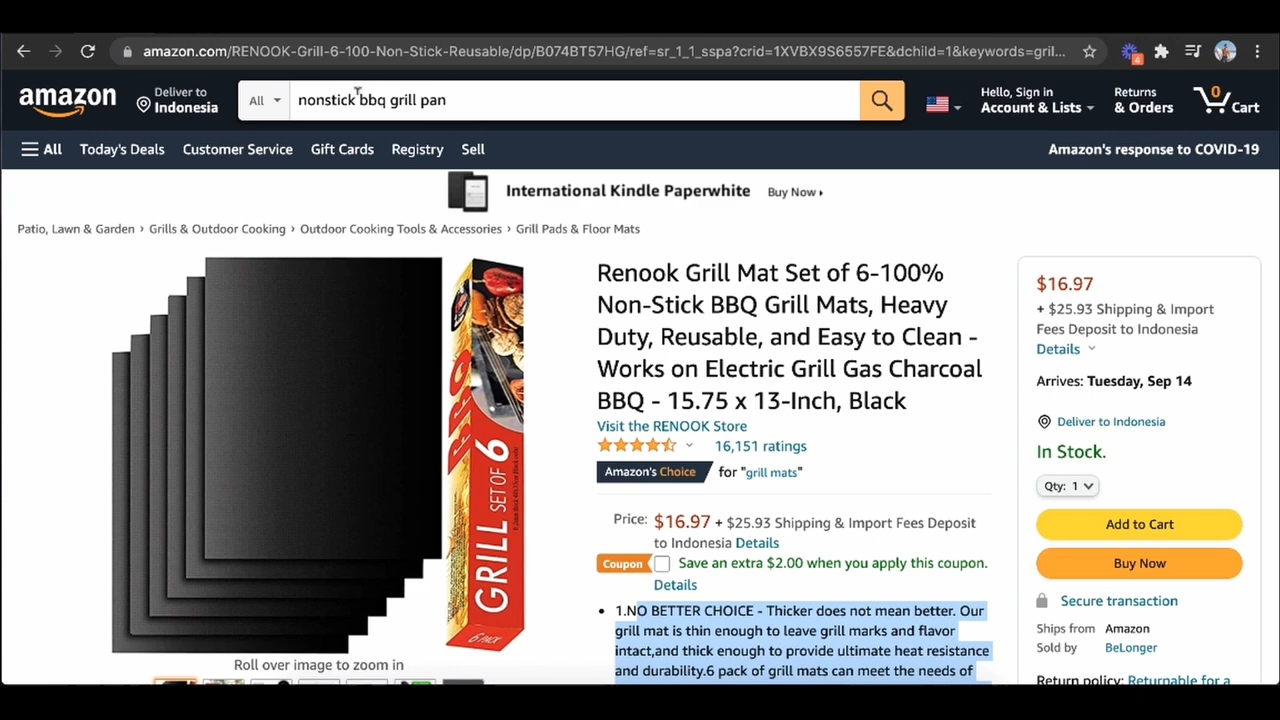 amazon.com/RENOOK-Grill-6-100-Non-Stick-Reusable/dp/B074BT57HG/ref=sr_1_1_sspa?crid=1XVBX9S6557FE&dchild=1&keywords=gril...
4
amazon
Deliver to
Indonesia
All
nonstick bbq grill pan
Hello, Sign in
Account & Lists
Returns
& Orders
0
Cart
All
Today's Deals
Customer Service
Gift Cards
Registry
Sell
Amazon's response to COVID-19
International Kindle Paperwhite
Buy Now
Patio, Lawn & Garden › Grills & Outdoor Cooking › Outdoor Cooking Tools & Accessories › Grill Pads & Floor Mats
PRO
GRILL SET OF 6
6 PACK
Roll over image to zoom in
Renook Grill Mat Set of 6-100%
Non-Stick BBQ Grill Mats, Heavy
Duty, Reusable, and Easy to Clean -
Works on Electric Grill Gas Charcoal
BBQ - 15.75 x 13-Inch, Black
Visit the RENOOK Store
16,151 ratings
Amazon's Choice for "grill mats"
Price: $16.97 + $25.93 Shipping & Import Fees Deposit
to Indonesia Details
Coupon Save an extra $2.00 when you apply this coupon.
Details
• 1.NO BETTER CHOICE - Thicker does not mean better. Our
grill mat is thin enough to leave grill marks and flavor
intact,and thick enough to provide ultimate heat resistance
and durability.6 pack of grill mats can meet the needs of
$16.97
+ $25.93 Shipping & Import
Fees Deposit to Indonesia
Details
Arrives: Tuesday, Sep 14
Deliver to Indonesia
In Stock.
Qty: 1
Add to Cart
Buy Now
Secure transaction
Ships from Amazon
Sold by BeLonger
Return policy: Returnable for a